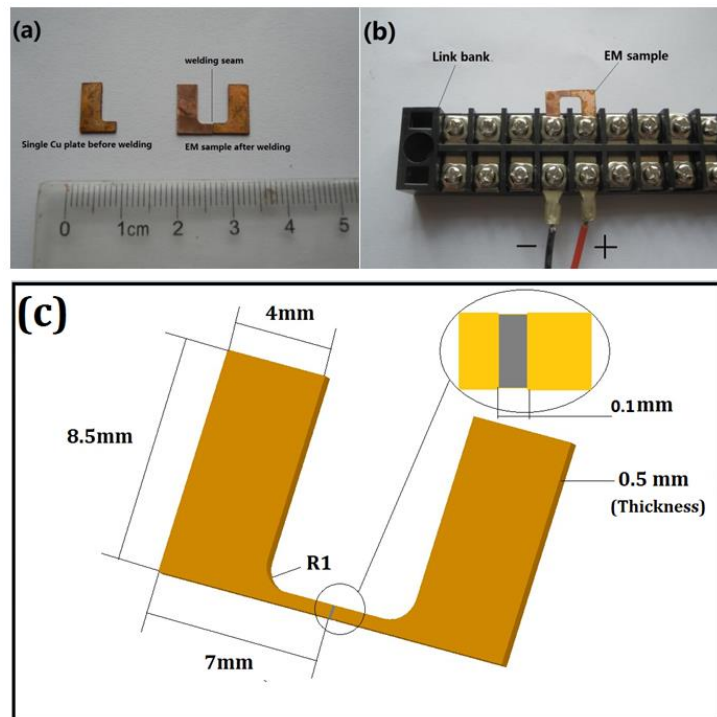 (a)
welding seam
Single Cu plate before welding
EM sample after welding
0 1cm 2 3 4 5
(b)
Link bank
EM sample
− +
(c)
4mm
8.5mm
0.1mm
0.5 mm
(Thickness)
R1
7mm